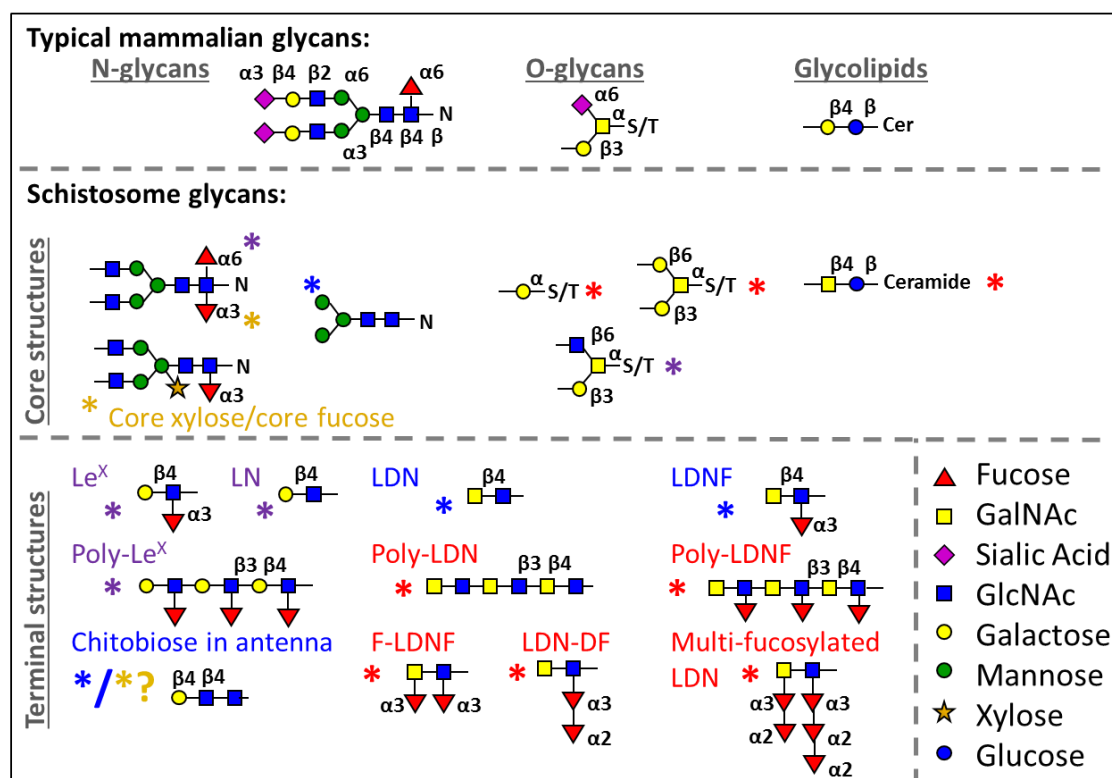 Typical mammalian glycans:
N-glycans
O-glycans
Glycolipids
α3 β4 β2 α6 α6
N
β4 β4 β
α3
α6
α
S/T
β3
β4 β
Cer
Schistosome glycans:
Core structures
*
α6
N
α3
*
*
N
α
S/T *
β6
α
S/T *
β3
β4 β
Ceramide *
N
α3
* Core xylose/core fucose
β6
α
S/T *
β3
Terminal structures
Leˣ
β4
*
α3
LN
β4
*
LDN
β4
*
LDNF
β4
*
α3
Poly-Leˣ
β3 β4
*
Poly-LDN
β3 β4
*
Poly-LDNF
β3 β4
*
Chitobiose in antenna
*/*?
β4 β4
F-LDNF
*
α3 α3
LDN-DF
*
α3
α2
Multi-fucosylated
LDN *
α3 α3
α2 α2
α2
Fucose
GalNAc
Sialic Acid
GlcNAc
Galactose
Mannose
Xylose
Glucose